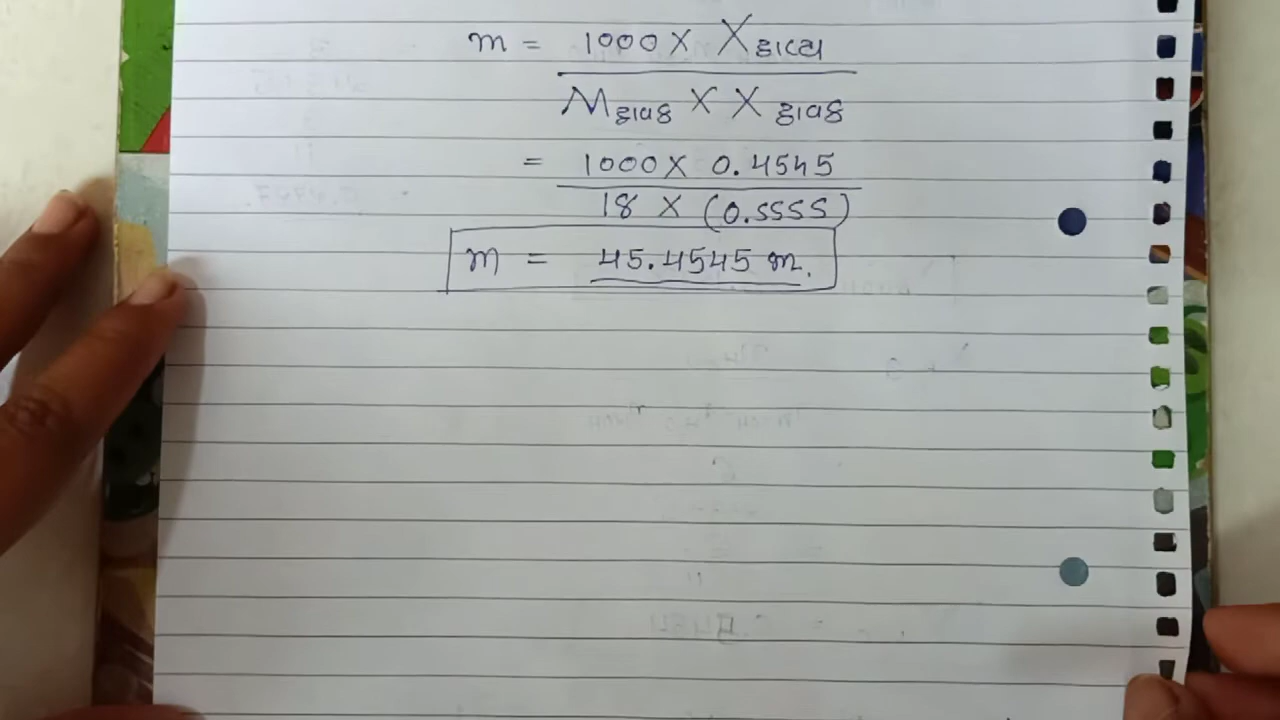 m = 1000 X X દ્રાવ્ય
M દ્રાવક X X દ્રાવક
= 1000 X 0.4545
18 X (0.5555)
m = 45.4545 m.